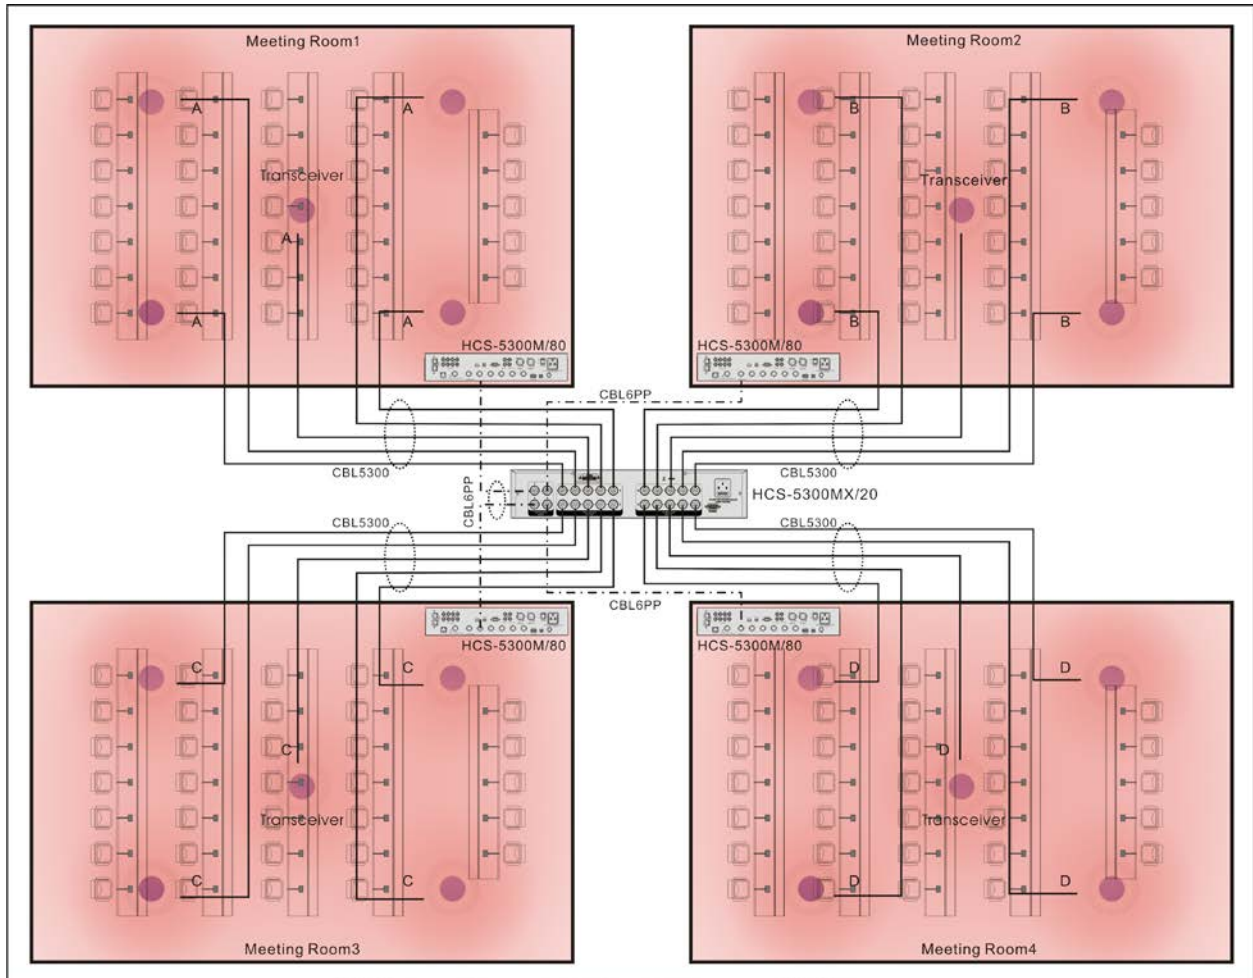 Meeting Room1
Meeting Room2
A
A
B
B
Transceiver
Transceiver
A
A
A
B
B
HCS-5300M/80
HCS-5300M/80
CBL6PP
CBL5300
CBL5300
CBL6PP
HCS-5300MX/20
CBL5300
CBL5300
CBL6PP
HCS-5300M/80
HCS-5300M/80
C
C
D
D
C
D
Transceiver
Transceiver
C
C
D
D
Meeting Room3
Meeting Room4